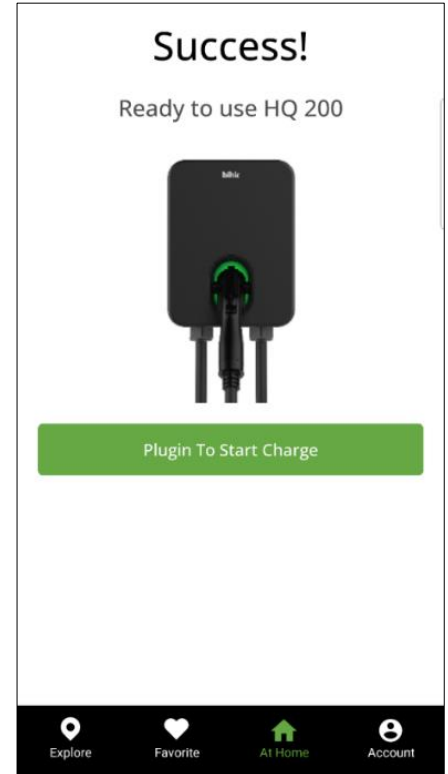 Success!
Ready to use HQ 200
Plugin To Start Charge
Explore
Favorite
At Home
Account